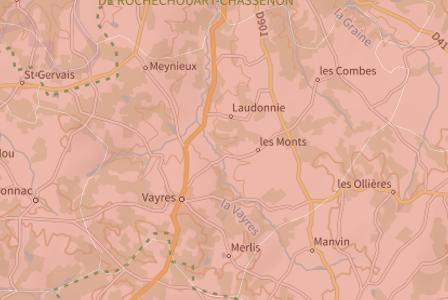 DE ROCHECHOUART-CHASSENON
D901
la Graine
D41
St-Gervais
Meynieux
les Combes
Laudonnie
les Monts
lou
onnac
Vayres
la Vayres
les Ollières
Merlis
Manvin